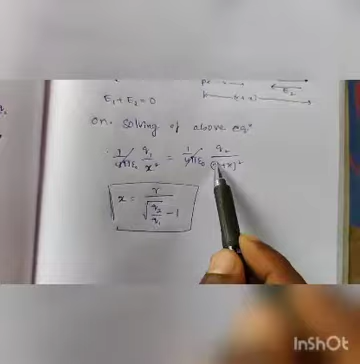 E₁ + E₂ = 0
E₂
on solving of above eqⁿ
1/4πε₀ q₁/x² = 1/4πε₀ q₂/(r+x)²
x = r / √(q₂/q₁) - 1
InShOt